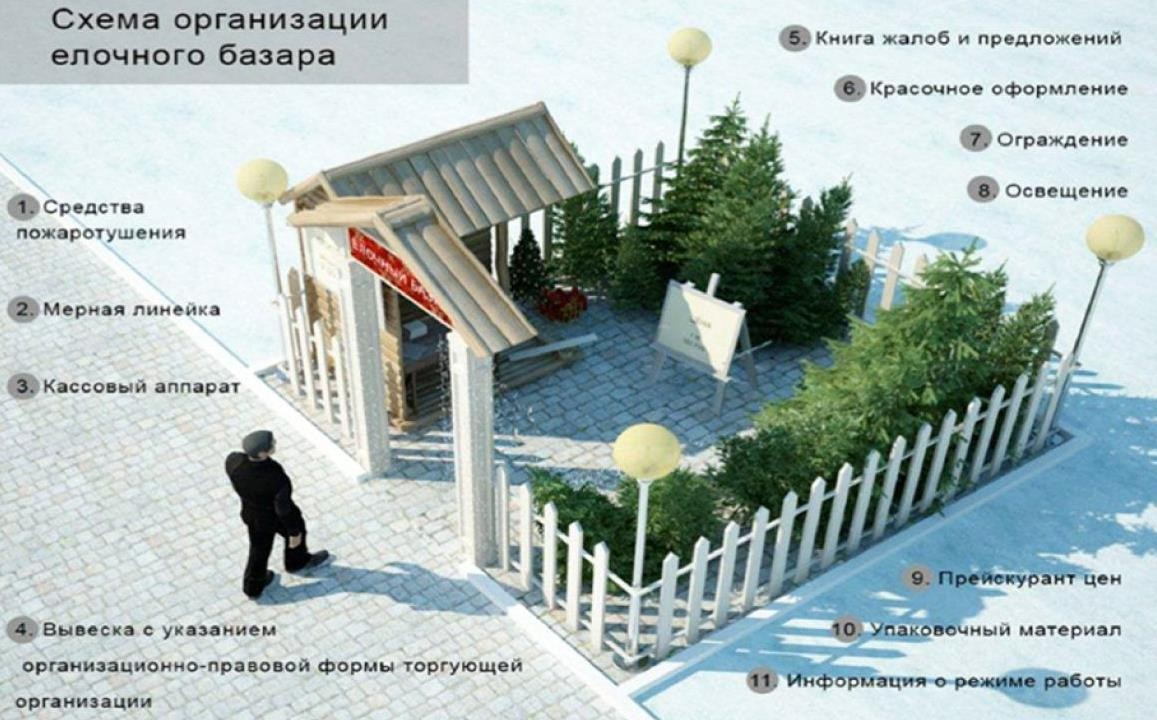 Схема организации
елочного базара
1. Средства
пожаротушения
2. Мерная линейка
3. Кассовый аппарат
4. Вывеска с указанием
организационно-правовой формы торгующей
организации
5. Книга жалоб и предложений
6. Красочное оформление
7. Ограждение
8. Освещение
9. Прейскурант цен
10. Упаковочный материал
11. Информация о режиме работы
ЕЛОЧНЫЙ